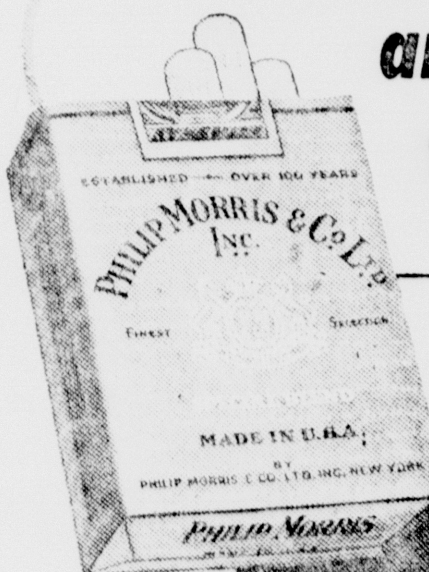 ESTABLISHED OVER 100 YEARS
PHILIP MORRIS & Co. LTD.
INC.
FINEST SELECTION
MADE IN U.S.A.
BY
PHILIP MORRIS & CO. LTD. INC. NEW YORK
PHILIP MORRIS